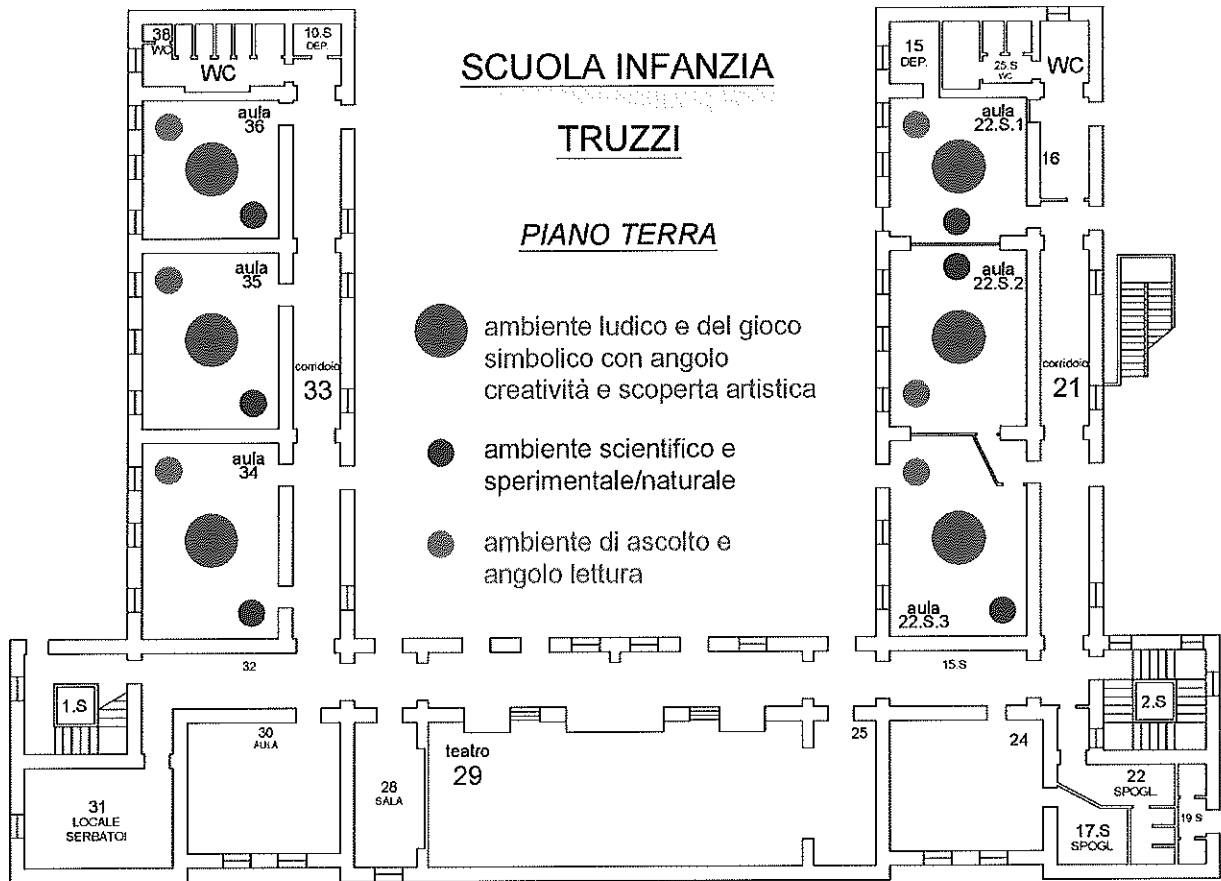 SCUOLA INFANZIA
TRUZZI
PIANO TERRA
ambiente ludico e del gioco
simbolico con angolo
creatività e scoperta artistica
ambiente scientifico e
sperimentale/naturale
ambiente di ascolto e
angolo lettura
38
WC
10.S
DEP.
WC
aula
36
aula
35
corridoio
33
aula
34
15
DEP.
25.S
WC
WC
aula
22.S.1
16
aula
22.S.2
corridoio
21
aula
22.S.3
32
15.S
1.S
2.S
30
AULA
31
LOCALE
SERBATOI
28
SALA
teatro
29
25
24
22
SPOGL.
17.S
SPOGL.
19 S